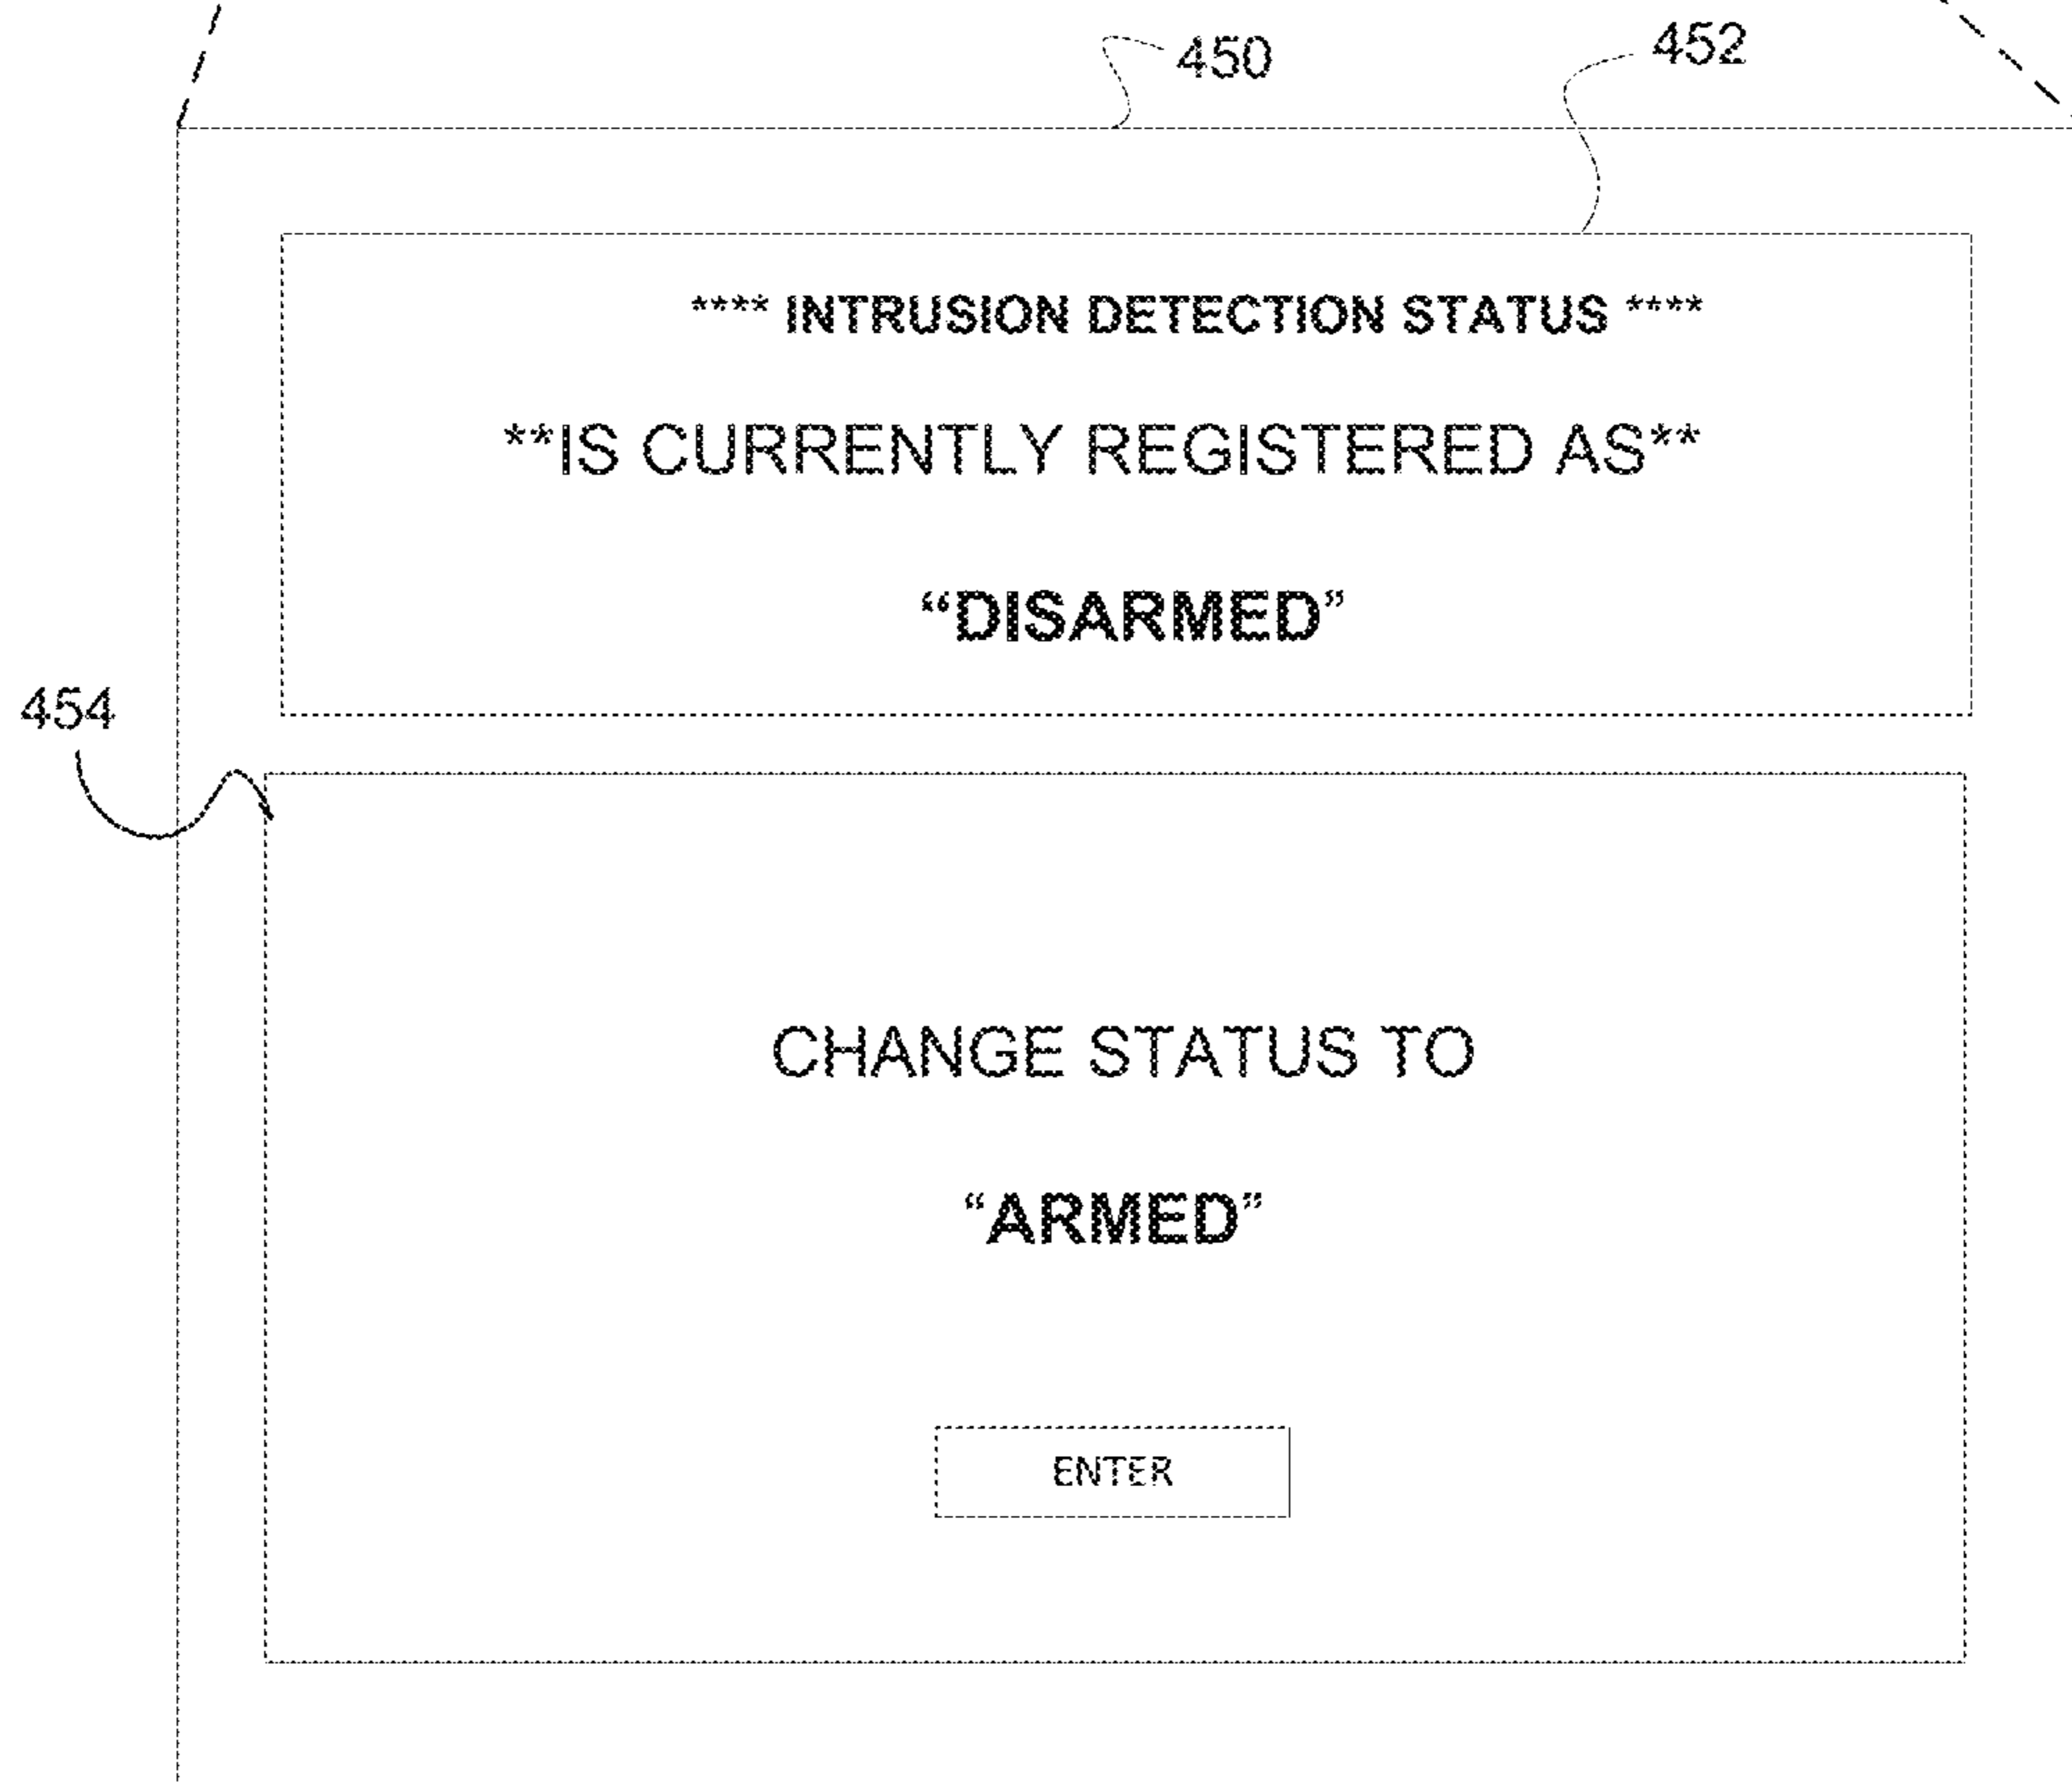 450
452
**** INTRUSION DETECTION STATUS ****
**IS CURRENTLY REGISTERED AS**
“DISARMED”
454
CHANGE STATUS TO
“ARMED”
ENTER